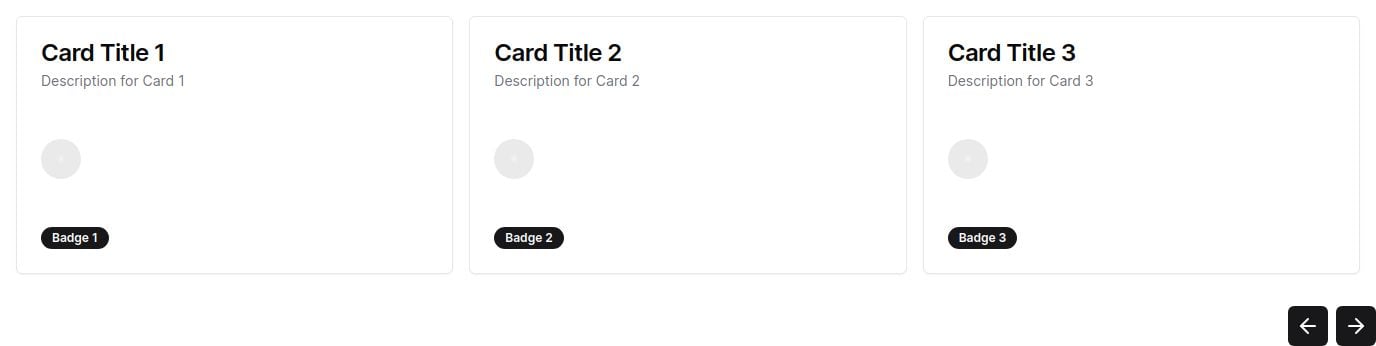 Card Title 1
Description for Card 1
Badge 1
Card Title 2
Description for Card 2
Badge 2
Card Title 3
Description for Card 3
Badge 3